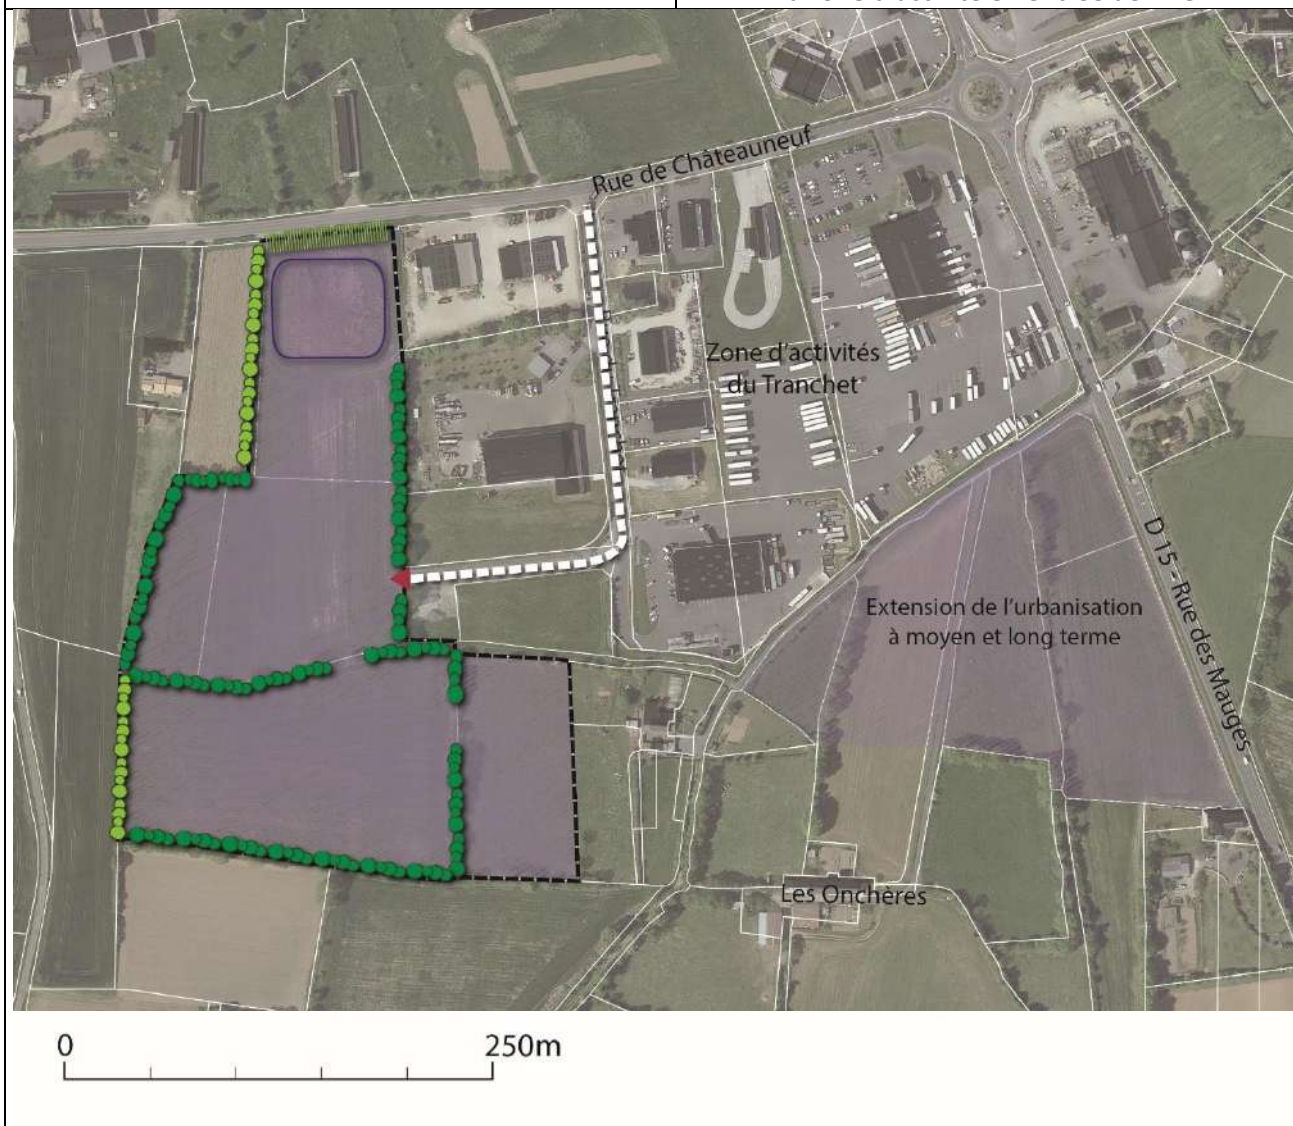 Rue de Châteauneuf
Zone d'activités
du Tranchet
Extension de l'urbanisation
à moyen et long terme
D 15 - Rue des Mauges
Les Onchères
0
250m